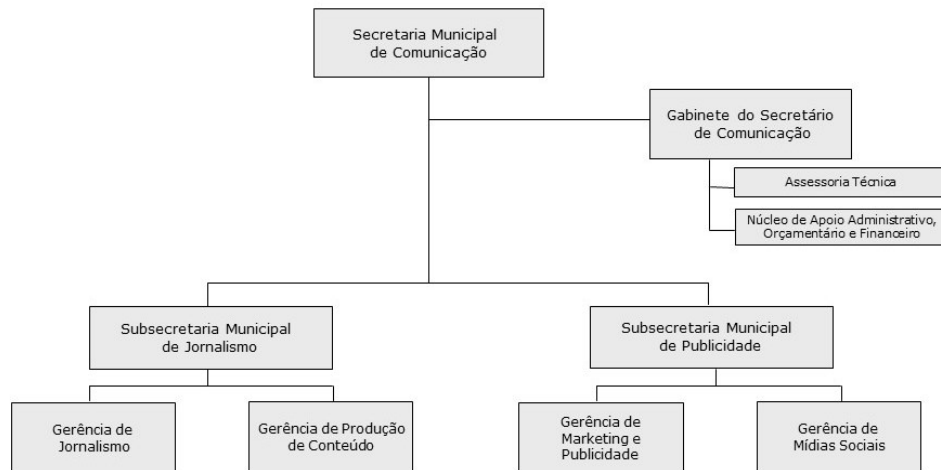 Secretaria Municipal
de Comunicação
Gabinete do Secretário
de Comunicação
Assessoria Técnica
Núcleo de Apoio Administrativo,
Orçamentário e Financeiro
Subsecretaria Municipal
de Jornalismo
Subsecretaria Municipal
de Publicidade
Gerência de
Jornalismo
Gerência de Produção
de Conteúdo
Gerência de
Marketing e
Publicidade
Gerência de
Mídias Sociais